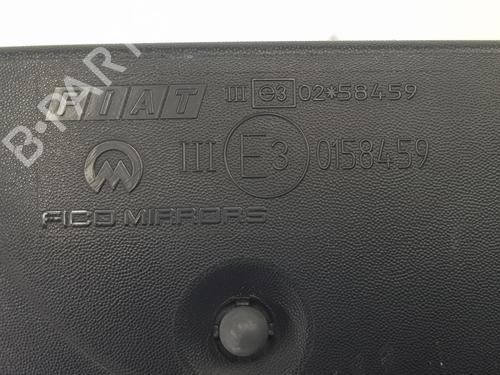 FIAT III e3 02*58459
III E3 0158459
FICO MIRRORS
B-PARTS